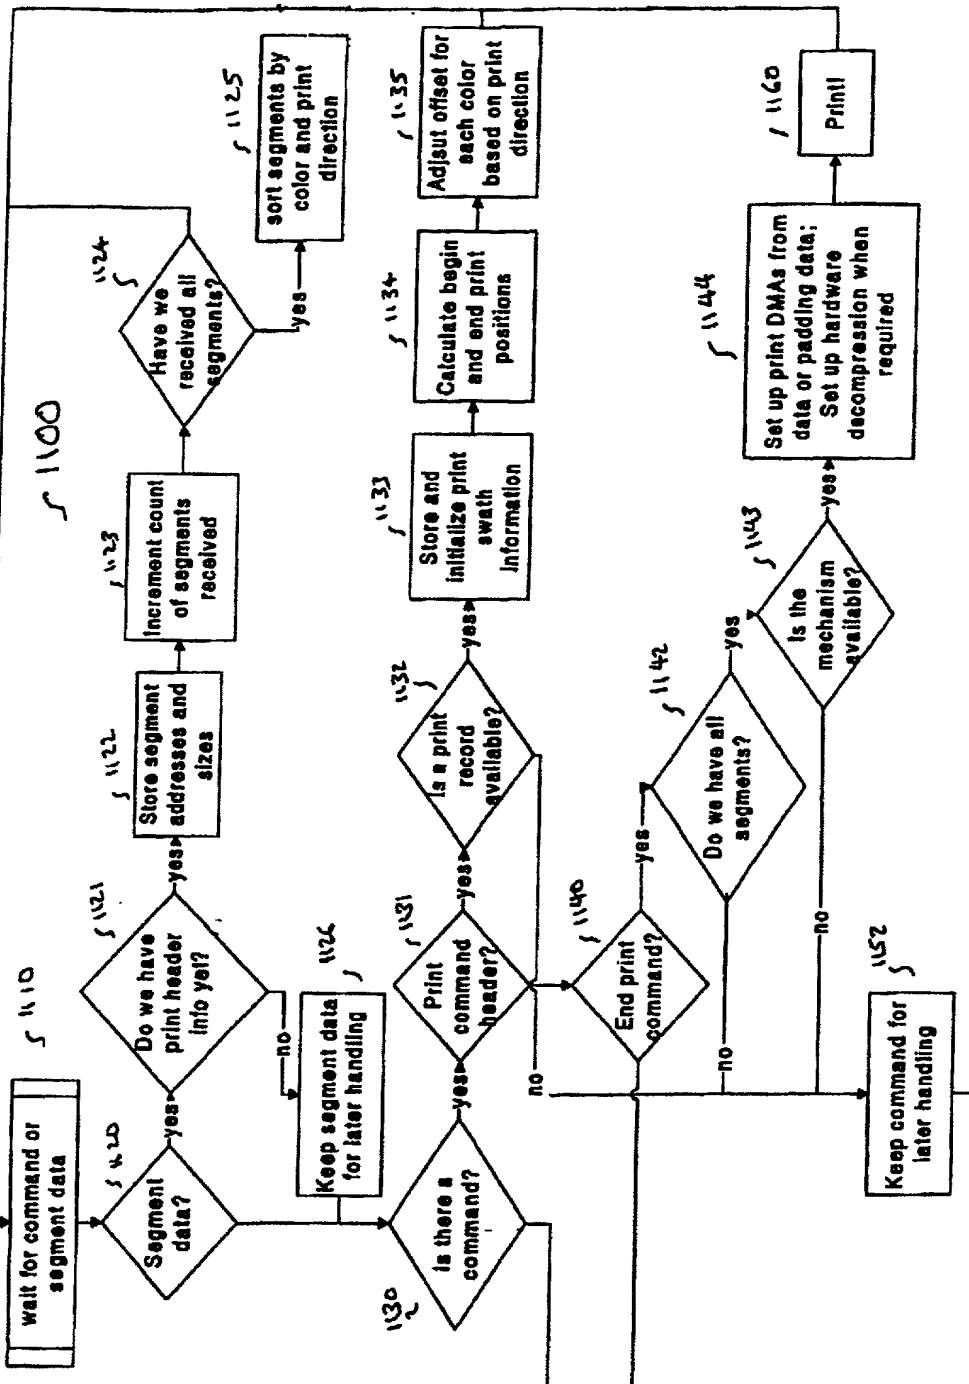 1100
1110
wait for command or
segment data
1120
Segment
data?
yes
1121
Do we have
print header
info yet?
yes
no
1122
Store segment
addresses and
sizes
1123
Increment count
of segments
received
1124
Have we
received all
segments?
yes
1125
sort segments by
color and print
direction
1126
Keep segment data
for later handling
1130
Is there a
command?
yes
1131
Print
command
header?
yes
1132
Is a print
record
available?
yes
no
1133
Store and
initialize print
swath
information
1134
Calculate begin
and end print
positions
1135
Adjsut offset for
each color
based on print
direction
1140
End print
command?
yes
1142
Do we have all
segments?
yes
no
1143
Is the
mechanism
available?
yes
no
1144
Set up print DMAs from
data or padding data;
Set up hardware
decompression when
required
1160
Print!
1152
Keep command for
later handling